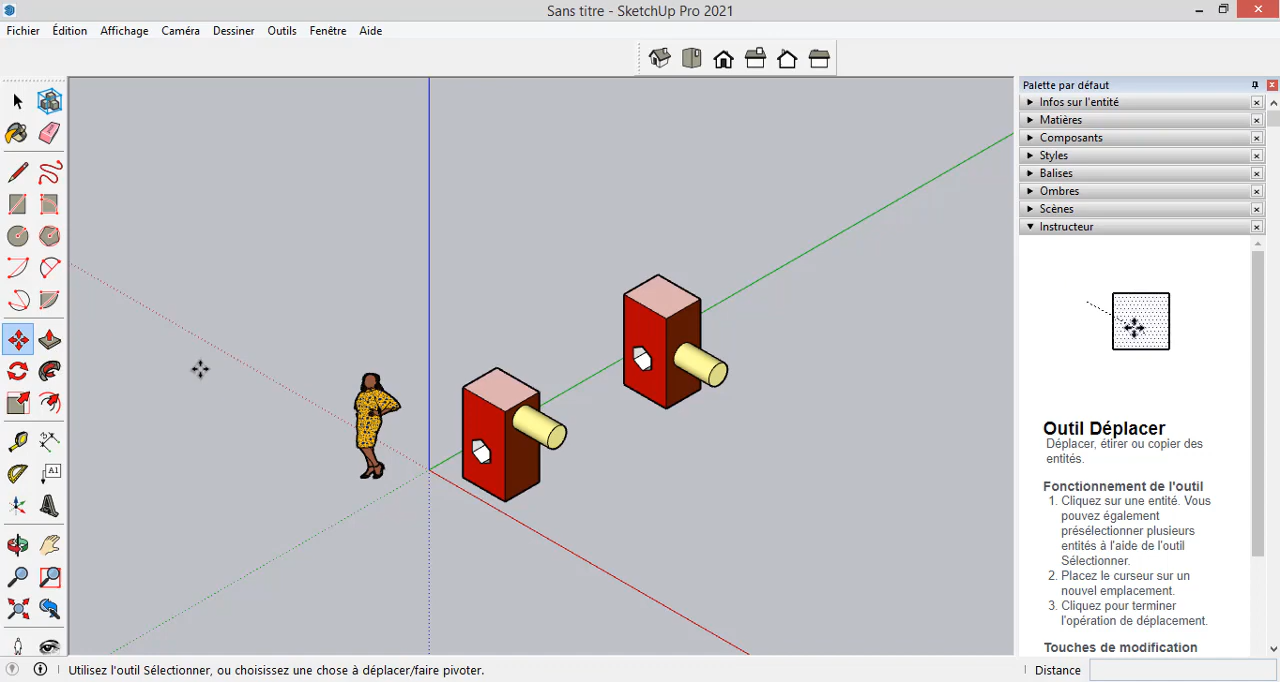 Sans titre - SketchUp Pro 2021
Fichier Édition Affichage Caméra Dessiner Outils Fenêtre Aide
Palette par défaut
Infos sur l'entité
Matières
Composants
Styles
Balises
Ombres
Scènes
Instructeur
A1
Outil Déplacer
Déplacer, étirer ou copier des
entités.
Fonctionnement de l'outil
1. Cliquez sur une entité. Vous
pouvez également
présélectionner plusieurs
entités à l'aide de l'outil
Sélectionner.
2. Placez le curseur sur un
nouvel emplacement.
3. Cliquez pour terminer
l'opération de déplacement.
Touches de modification
Utilisez l'outil Sélectionner, ou choisissez une chose à déplacer/faire pivoter.
Distance